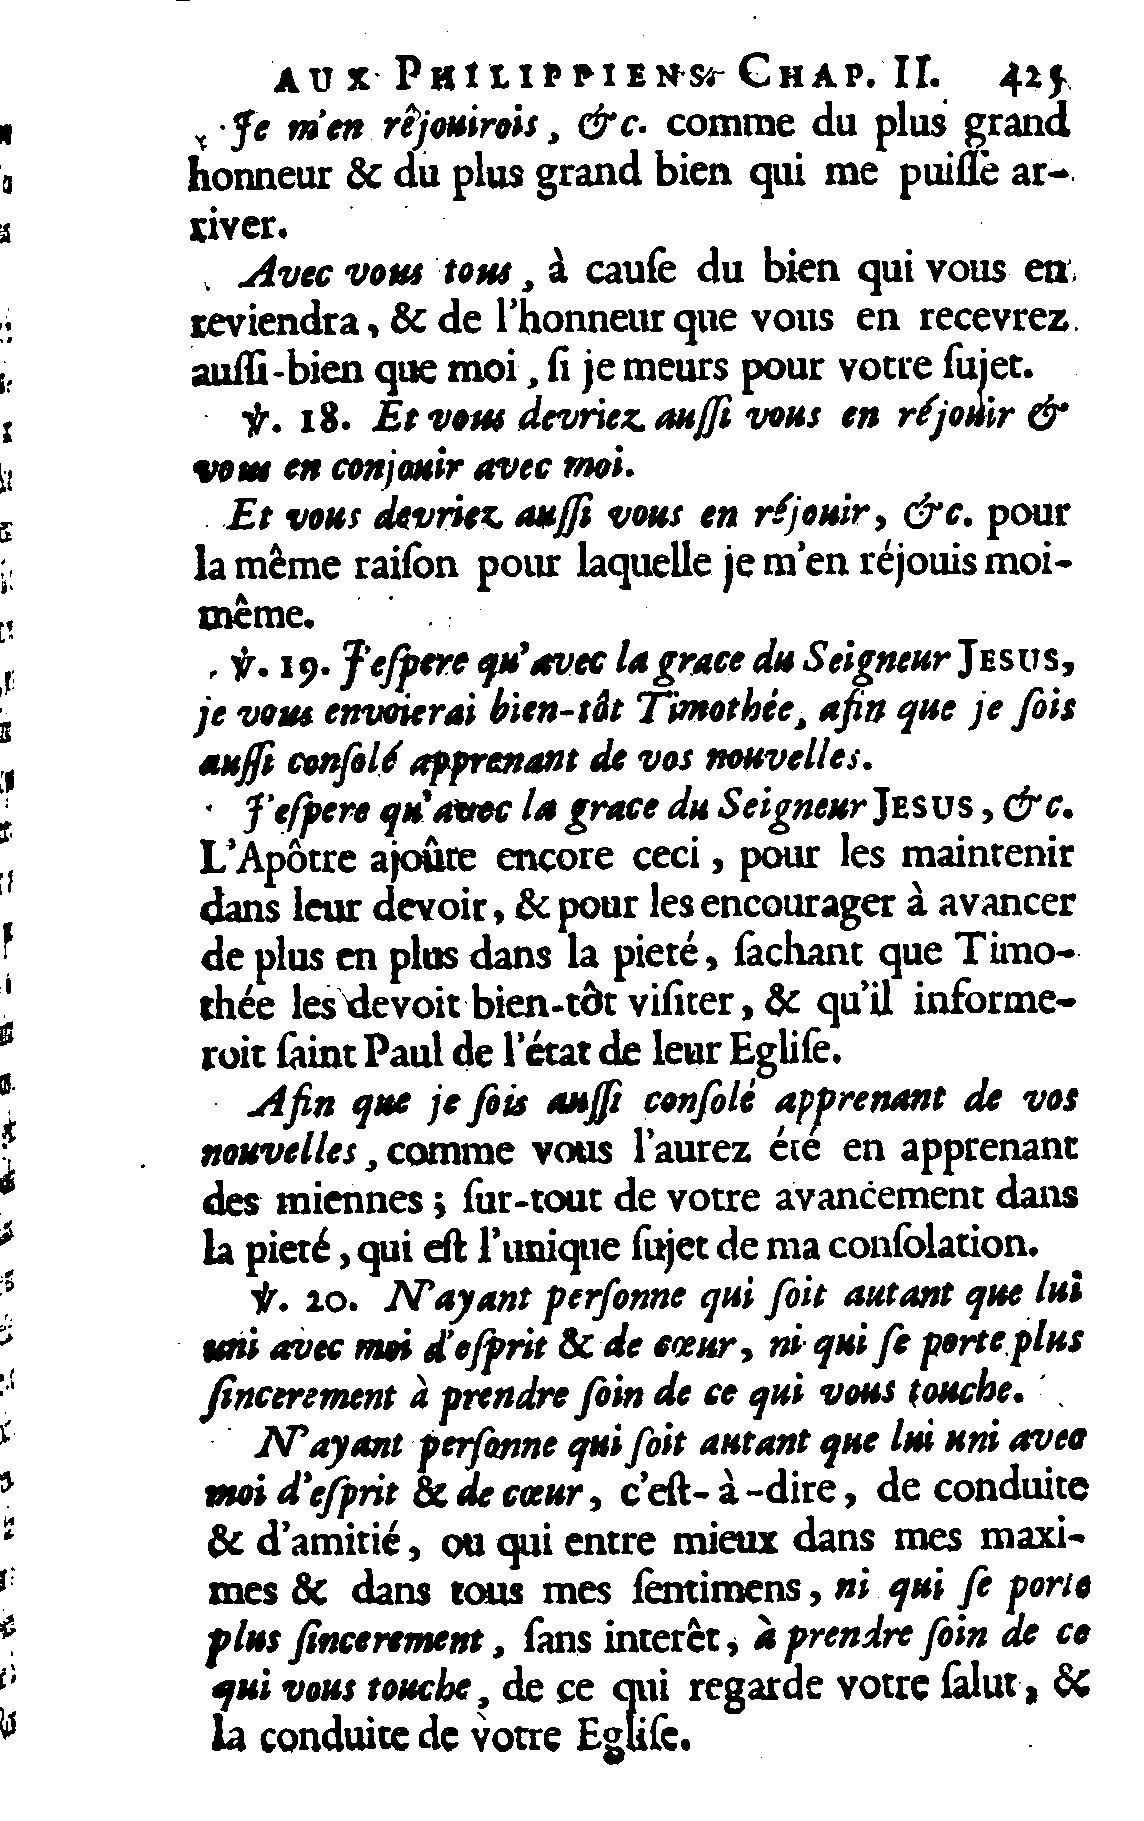 AUX PHILIPPIENS. CHAP. II. 425
Je m'en rêjouirois, &c. comme du plus grand
honneur & du plus grand bien qui me puiſſe ar-
river.
Avec vous tous, à cauſe du bien qui vous en
reviendra, & de l'honneur que vous en recevrez
auſſi-bien que moi, ſi je meurs pour votre ſujet.
℣. 18. Et vous devriez auſſi vous en réjouir &
vous en conjouir avec moi.
Et vous devriez auſſi vous en réjouir, &c. pour
la même raiſon pour laquelle je m'en réjouis moi-
même.
℣. 19. J'eſpere qu'avec la grace du Seigneur JESUS,
je vous envoierai bien-tôt Timothée, afin que je ſois
auſſi conſolé apprenant de vos nouvelles.
J'eſpere qu'avec la grace du Seigneur JESUS, &c.
L'Apôtre ajoûte encore ceci, pour les maintenir
dans leur devoir, & pour les encourager à avancer
de plus en plus dans la pieté, ſachant que Timo-
thée les devoit bien-tôt viſiter, & qu'il informe-
roit ſaint Paul de l'état de leur Egliſe.
Afin que je ſois auſſi conſolé apprenant de vos
nouvelles, comme vous l'aurez été en apprenant
des miennes; ſur-tout de votre avancement dans
la pieté, qui eſt l'unique ſujet de ma conſolation.
℣. 20. N'ayant perſonne qui ſoit autant que lui
uni avec moi d'eſprit & de cœur, ni qui ſe porte plus
ſincerement à prendre ſoin de ce qui vous touche.
N'ayant perſonne qui ſoit autant que lui uni avec
moi d'eſprit & de cœur, c'eſt-à-dire, de conduite
& d'amitié, ou qui entre mieux dans mes maxi-
mes & dans tous mes ſentimens, ni qui ſe porte
plus ſincerement, ſans interêt, à prendre ſoin de ce
qui vous touche, de ce qui regarde votre ſalut, &
la conduite de votre Egliſe.